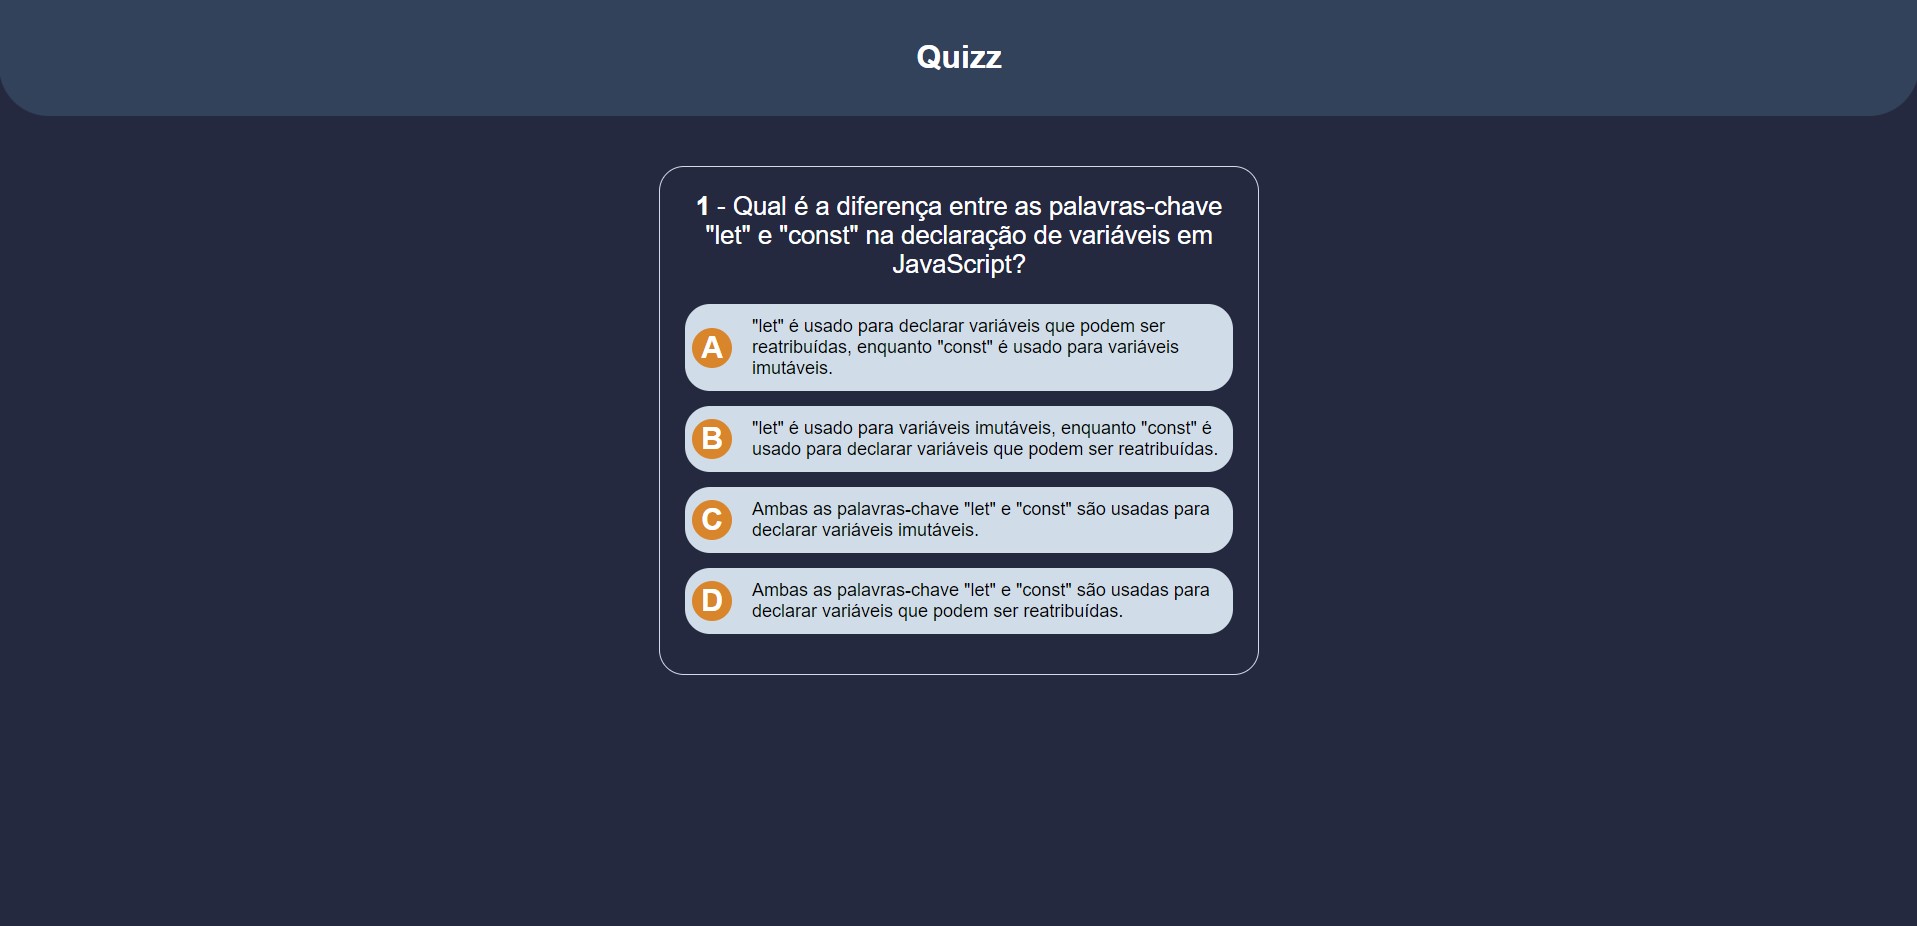 Quizz
1 - Qual é a diferença entre as palavras-chave
"let" e "const" na declaração de variáveis em
JavaScript?
A
"let" é usado para declarar variáveis que podem ser
reatribuídas, enquanto "const" é usado para variáveis
imutáveis.
B
"let" é usado para variáveis imutáveis, enquanto "const" é
usado para declarar variáveis que podem ser reatribuídas.
C
Ambas as palavras-chave "let" e "const" são usadas para
declarar variáveis imutáveis.
D
Ambas as palavras-chave "let" e "const" são usadas para
declarar variáveis que podem ser reatribuídas.